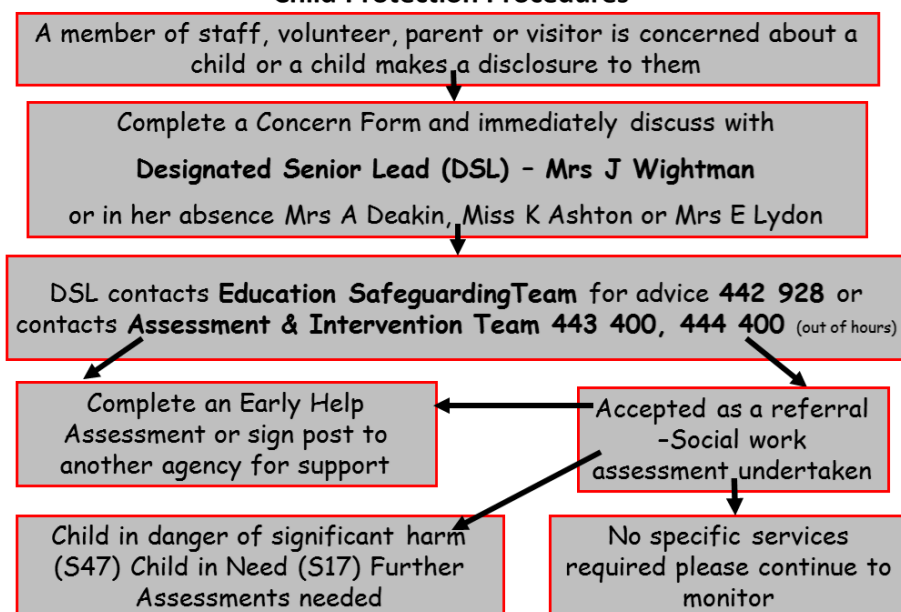 Child Protection Procedures
A member of staff, volunteer, parent or visitor is concerned about a
child or a child makes a disclosure to them
Complete a Concern Form and immediately discuss with
Designated Senior Lead (DSL) – Mrs J Wightman
or in her absence Mrs A Deakin, Miss K Ashton or Mrs E Lydon
DSL contacts Education SafeguardingTeam for advice 442 928 or
contacts Assessment & Intervention Team 443 400, 444 400 (out of hours)
Complete an Early Help
Assessment or sign post to
another agency for support
Accepted as a referral
–Social work
assessment undertaken
Child in danger of significant harm
(S47) Child in Need (S17) Further
Assessments needed
No specific services
required please continue to
monitor